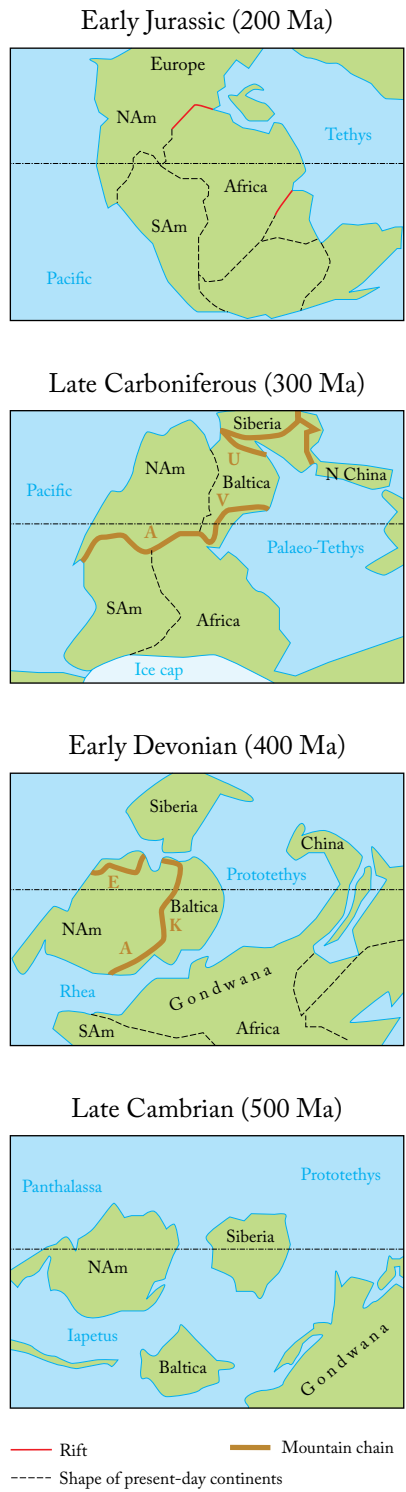 Early Jurassic (200 Ma)
Europe
NAm
Tethys
Africa
SAm
Pacific
Late Carboniferous (300 Ma)
Siberia
U
NAm
N China
Baltica
Pacific
V
A
Palaeo-Tethys
SAm
Africa
Ice cap
Early Devonian (400 Ma)
Siberia
China
Prototethys
E
Baltica
K
NAm
A
Rhea
Gondwana
SAm
Africa
Late Cambrian (500 Ma)
Prototethys
Panthalassa
Siberia
NAm
Iapetus
Baltica
Gondwana
Rift
Mountain chain
Shape of present-day continents